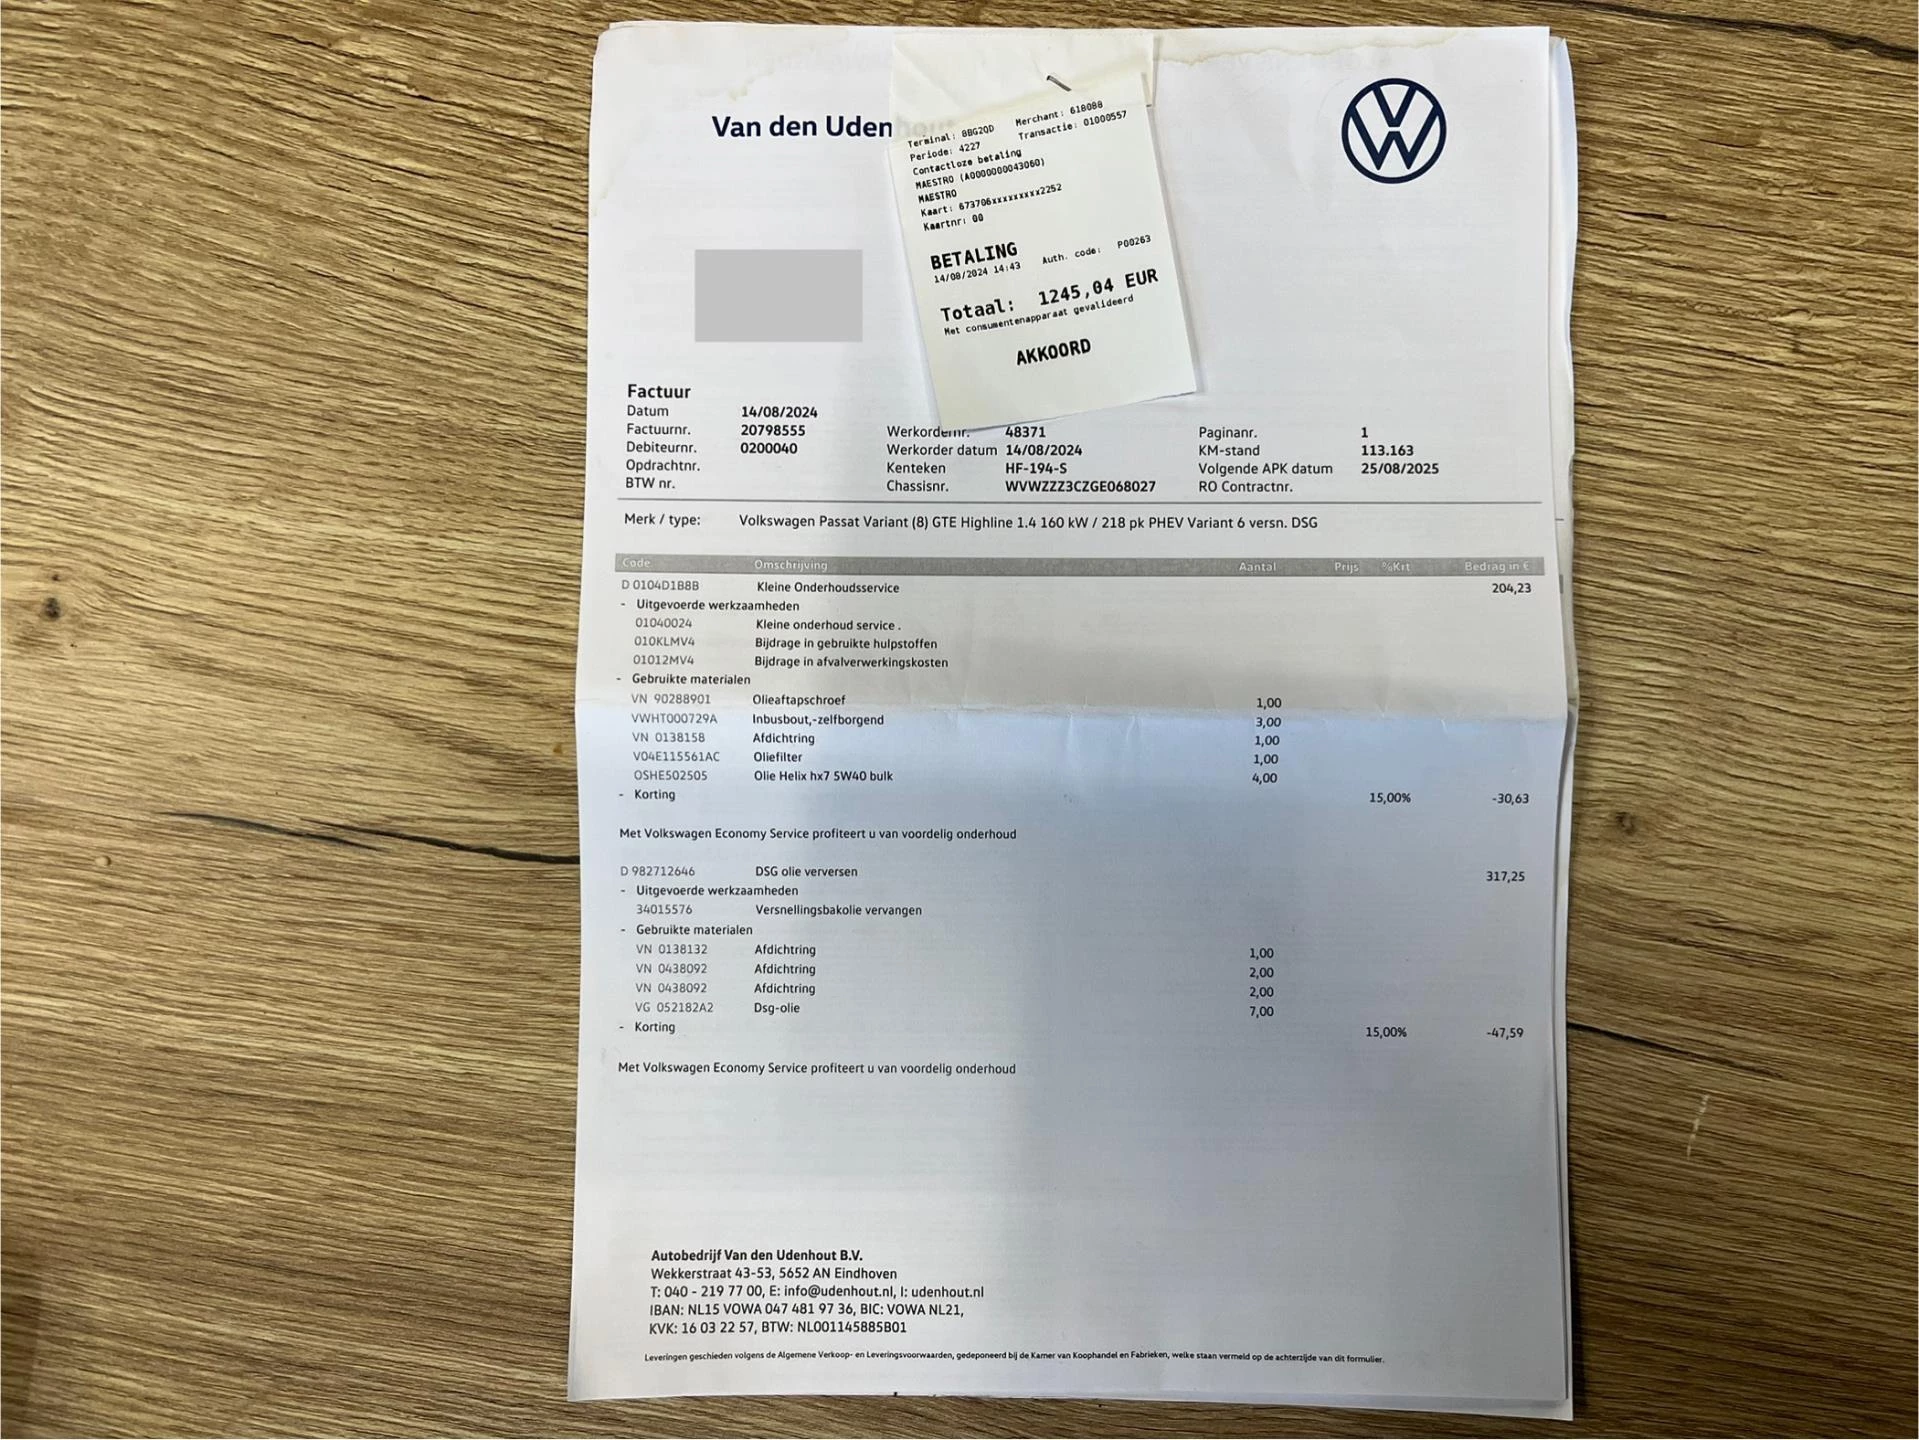 Van den Uden
Terminal: 8BG2QD Merchant: 618088
Periode: 4227 Transactie: 01000557
Contactloze betaling
MAESTRO (A0000000043060)
MAESTRO
Kaart: 673706xxxxxxxxx2252
Kaartnr: 00
BETALING
14/08/2024 14:43 Auth. code: P00263
Totaal: 1245,04 EUR
Met consumentenapparaat gevalideerd
AKKOORD
Factuur
Datum 14/08/2024
Factuurnr. 20798555 Werkordernr. 48371 Paginanr. 1
Debiteurnr. 0200040 Werkorder datum 14/08/2024 KM-stand 113.163
Opdrachtnr. Kenteken HF-194-S Volgende APK datum 25/08/2025
BTW nr. Chassisnr. WVWZZZ3CZGE068027 RO Contractnr.
Merk / type: Volkswagen Passat Variant (8) GTE Highline 1.4 160 kW / 218 pk PHEV Variant 6 versn. DSG
Code Omschrijving Aantal Prijs %Krt Bedrag in €
D 0104D1B8B Kleine Onderhoudsservice 204,23
- Uitgevoerde werkzaamheden
01040024 Kleine onderhoud service .
010KLMV4 Bijdrage in gebruikte hulpstoffen
01012MV4 Bijdrage in afvalverwerkingskosten
- Gebruikte materialen
VN 90288901 Olieaftapschroef 1,00
VWHT000729A Inbusbout,-zelfborgend 3,00
VN 0138158 Afdichtring 1,00
V04E115561AC Oliefilter 1,00
OSHE502505 Olie Helix hx7 5W40 bulk 4,00
- Korting 15,00% -30,63
Met Volkswagen Economy Service profiteert u van voordelig onderhoud
D 982712646 DSG olie verversen 317,25
- Uitgevoerde werkzaamheden
34015576 Versnellingsbakolie vervangen
- Gebruikte materialen
VN 0138132 Afdichtring 1,00
VN 0438092 Afdichtring 2,00
VN 0438092 Afdichtring 2,00
VG 052182A2 Dsg-olie 7,00
- Korting 15,00% -47,59
Met Volkswagen Economy Service profiteert u van voordelig onderhoud
Autobedrijf Van den Udenhout B.V.
Wekkerstraat 43-53, 5652 AN Eindhoven
T: 040 - 219 77 00, E: info@udenhout.nl, I: udenhout.nl
IBAN: NL15 VOWA 047 481 97 36, BIC: VOWA NL21,
KVK: 16 03 22 57, BTW: NL001145885B01
Leveringen geschieden volgens de Algemene Verkoop- en Leveringsvoorwaarden, gedeponeerd bij de Kamer van Koophandel en Fabrieken, welke staan vermeld op de achterzijde van dit formulier.